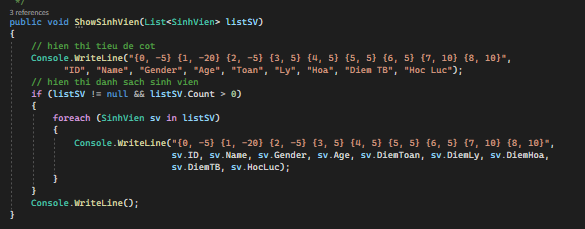 */
3 references
public void ShowSinhVien(List<SinhVien> listSV)
{
// hien thi tieu de cot
Console.WriteLine("{0, -5} {1, -20} {2, -5} {3, 5} {4, 5} {5, 5} {6, 5} {7, 10} {8, 10}",
"ID", "Name", "Gender", "Age", "Toan", "Ly", "Hoa", "Diem TB", "Hoc Luc");
// hien thi danh sach sinh vien
if (listSV != null && listSV.Count > 0)
{
foreach (SinhVien sv in listSV)
{
Console.WriteLine("{0, -5} {1, -20} {2, -5} {3, 5} {4, 5} {5, 5} {6, 5} {7, 10} {8, 10}",
sv.ID, sv.Name, sv.Gender, sv.Age, sv.DiemToan, sv.DiemLy, sv.DiemHoa,
sv.DiemTB, sv.HocLuc);
}
}
Console.WriteLine();
}